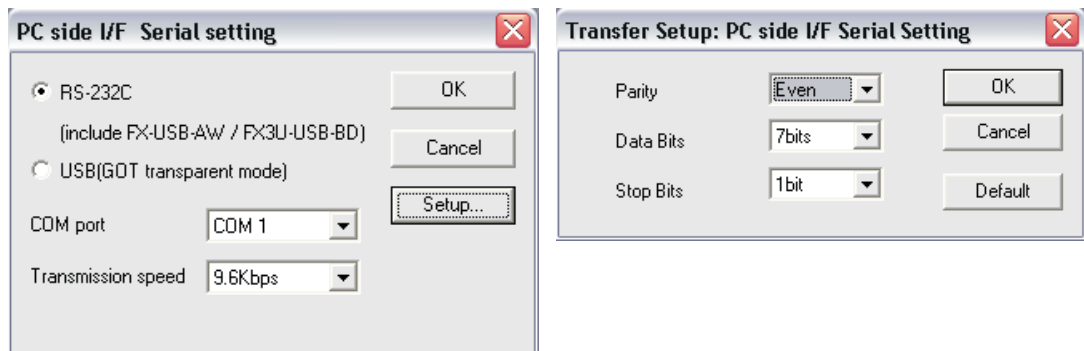 PC side I/F Serial setting
RS-232C
(include FX-USB-AW / FX3U-USB-BD)
USB(GOT transparent mode)
COM port
COM 1
Transmission speed
9.6Kbps
OK
Cancel
Setup...
Transfer Setup: PC side I/F Serial Setting
Parity
Even
Data Bits
7bits
Stop Bits
1bit
OK
Cancel
Default